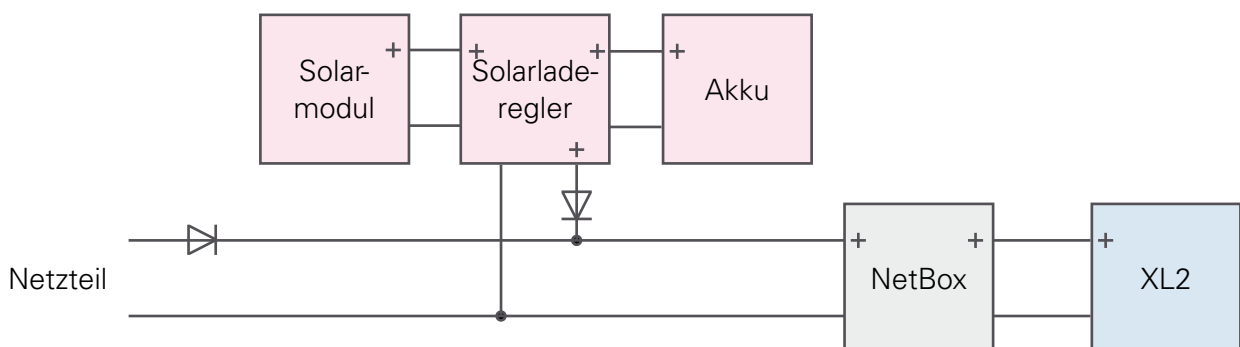 Solar-
modul
+
+
Solarlade-
regler
+
+
+
Akku
Netzteil
+
NetBox
+
+
XL2